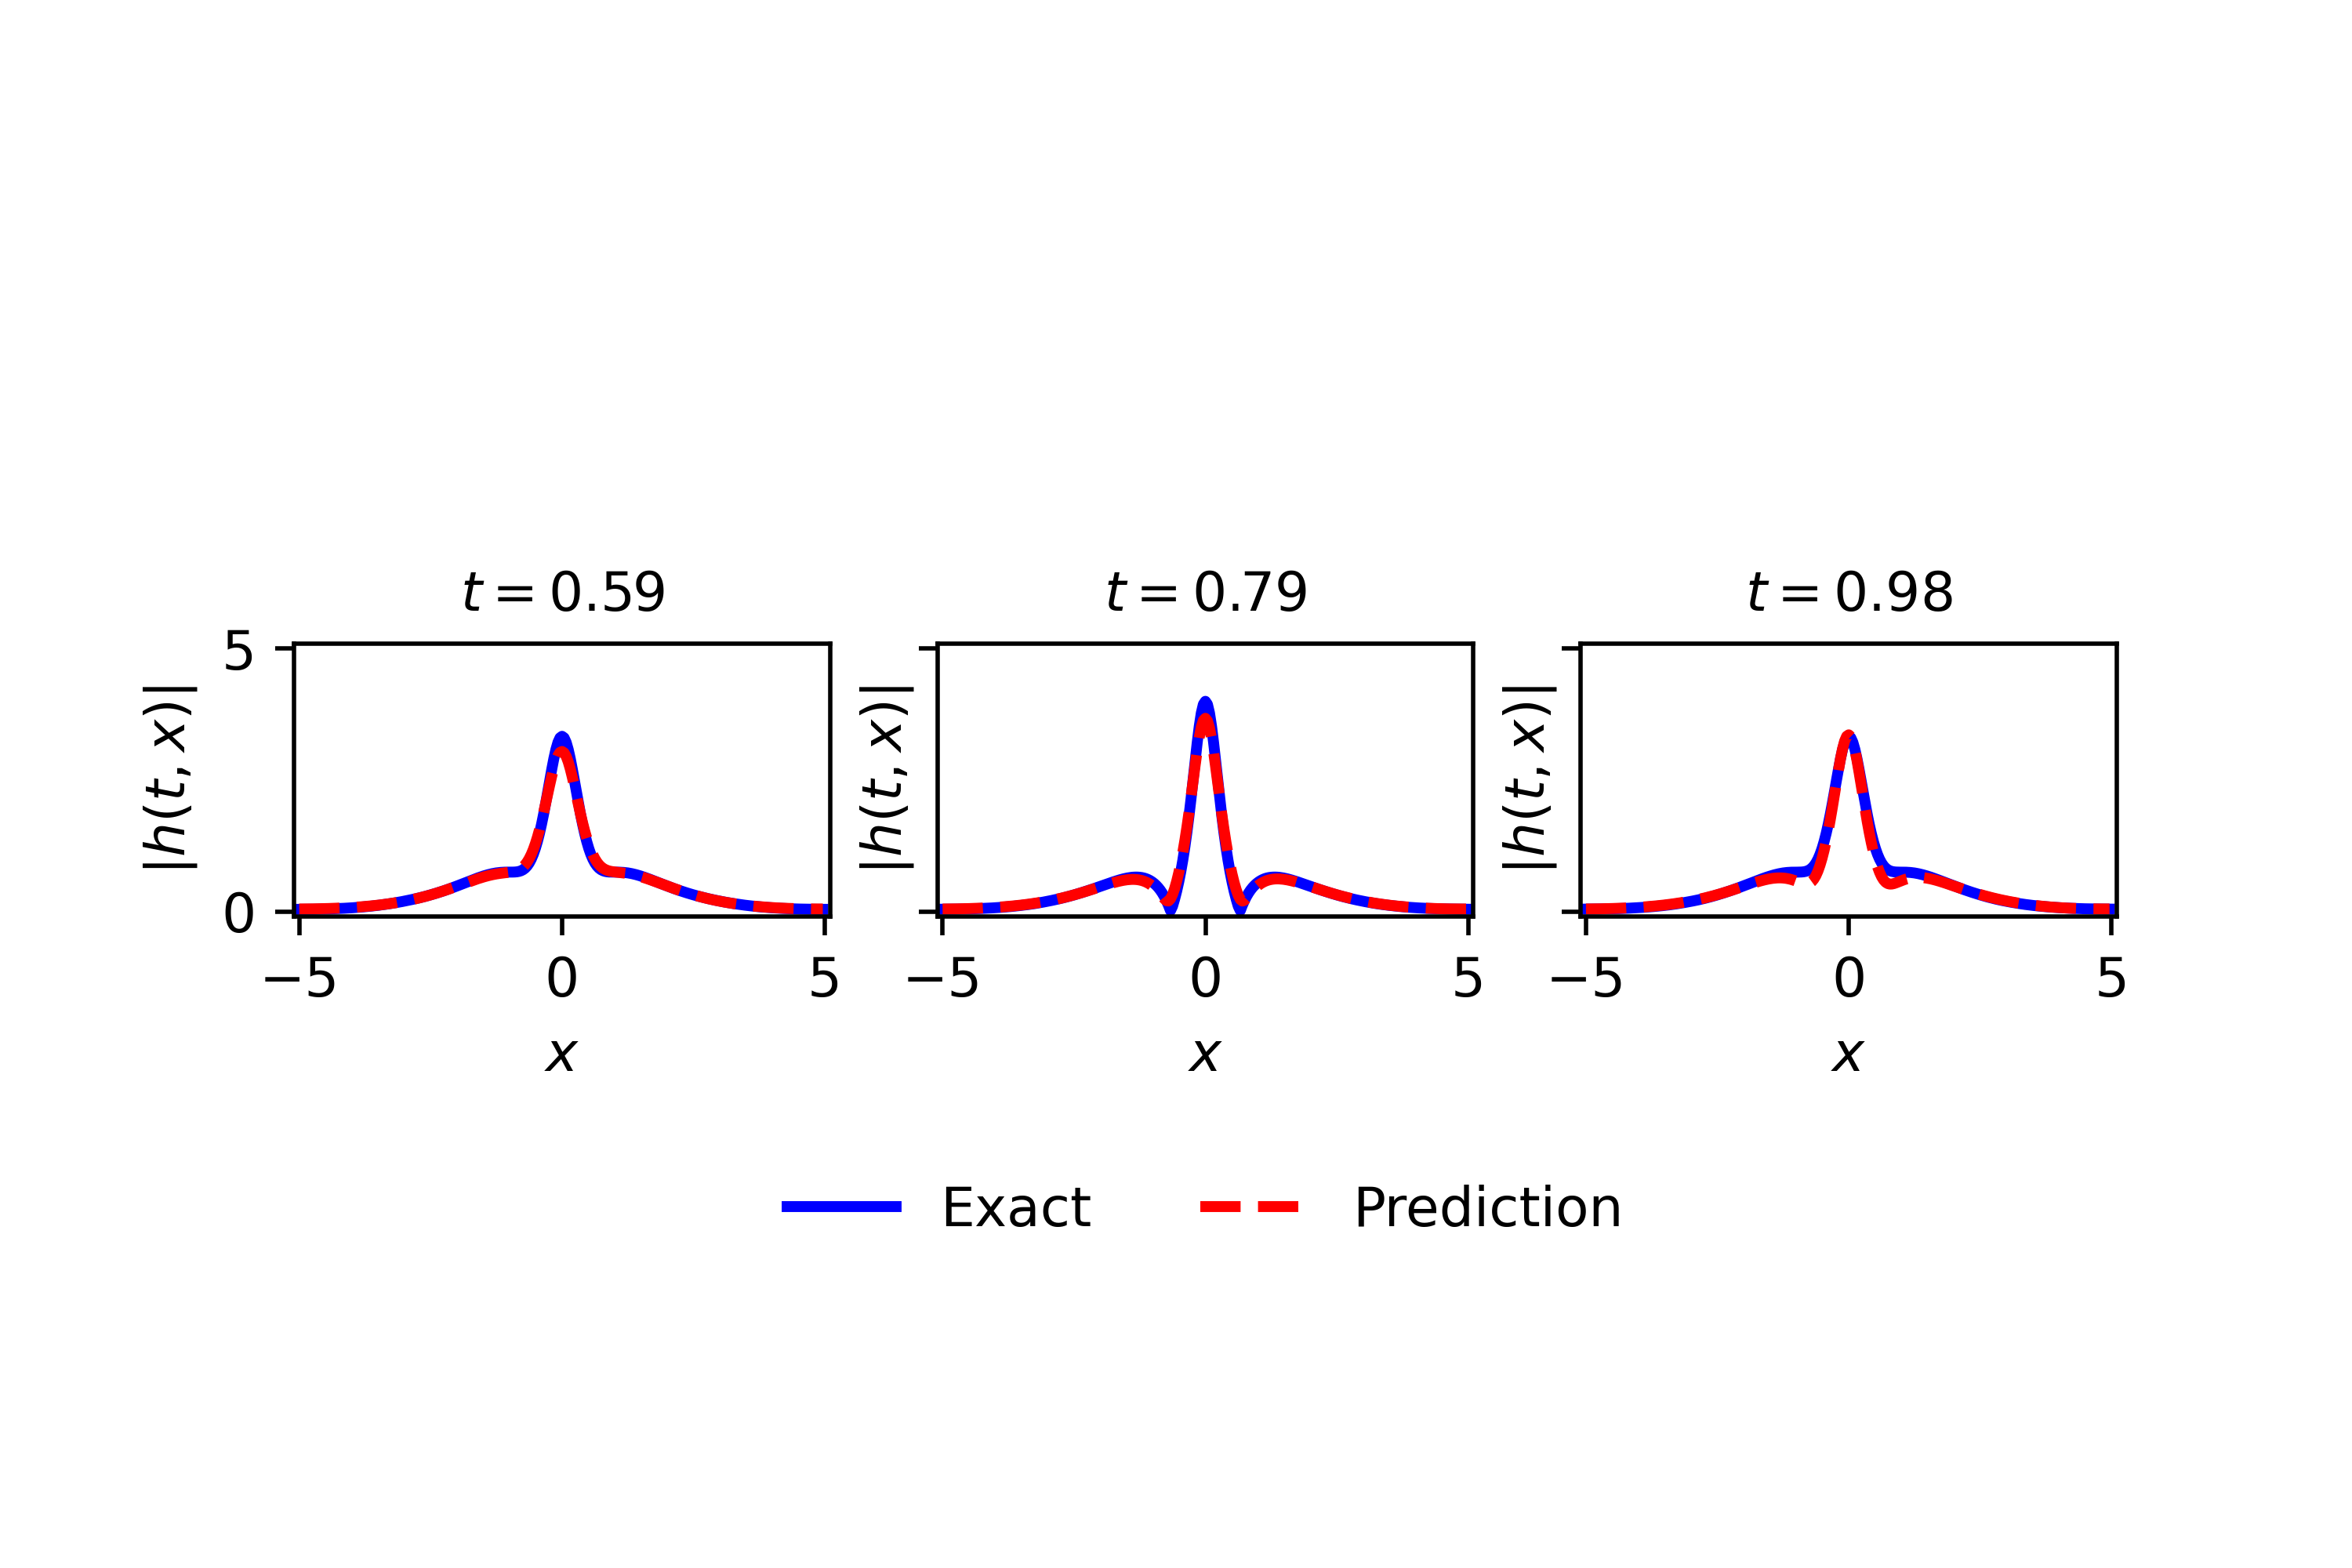 t = 0.59
t = 0.79
t = 0.98
5
0
|h(t, x)|
|h(t, x)|
|h(t, x)|
−5 0 5
−5 0 5
−5 0 5
x
x
x
Exact
Prediction